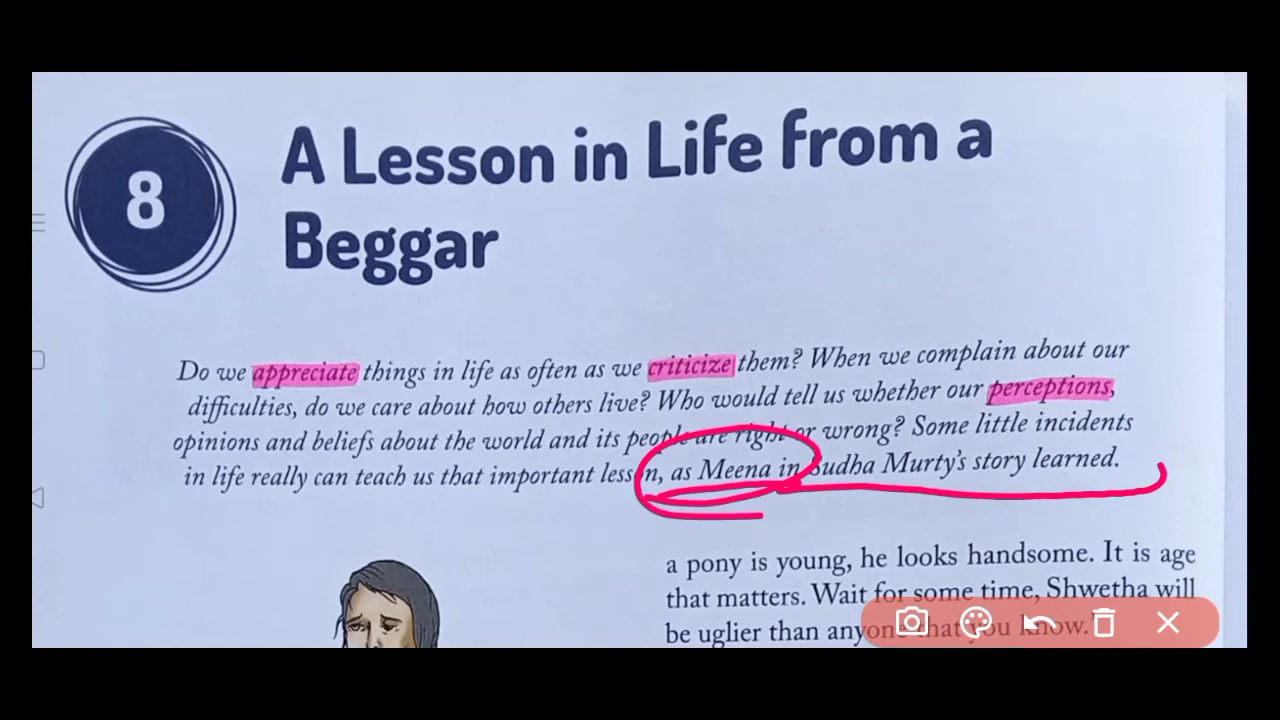 8
A Lesson in Life from a
Beggar
Do we appreciate things in life as often as we criticize them? When we complain about our
difficulties, do we care about how others live? Who would tell us whether our perceptions,
opinions and beliefs about the world and its people are right or wrong? Some little incidents
in life really can teach us that important lesson, as Meena in Sudha Murty's story learned.
a pony is young, he looks handsome. It is age
that matters. Wait for some time, Shwetha will
be uglier than anyone that you know.'